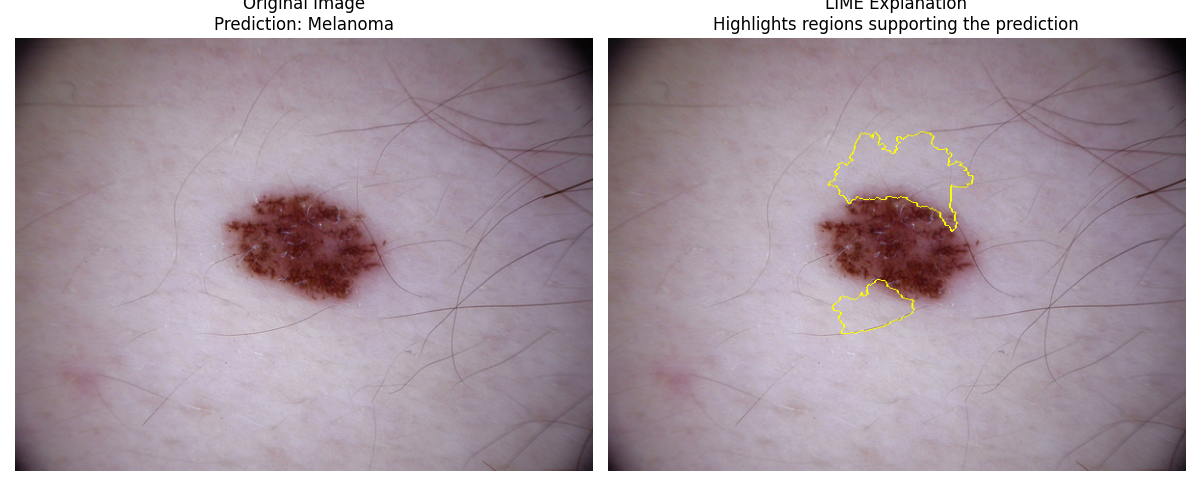 Original Image
Prediction: Melanoma
LIME Explanation
Highlights regions supporting the prediction